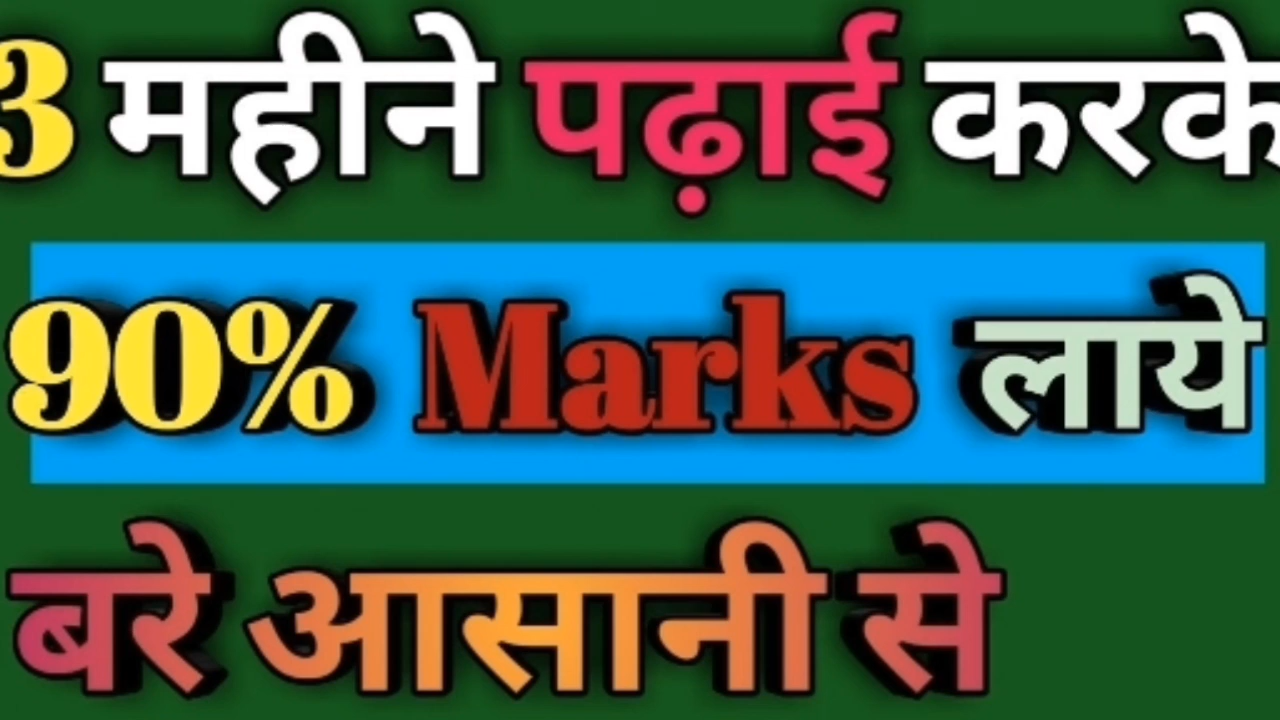 3 महीने पढ़ाई करके
90% Marks लाये
बरे आसानी से